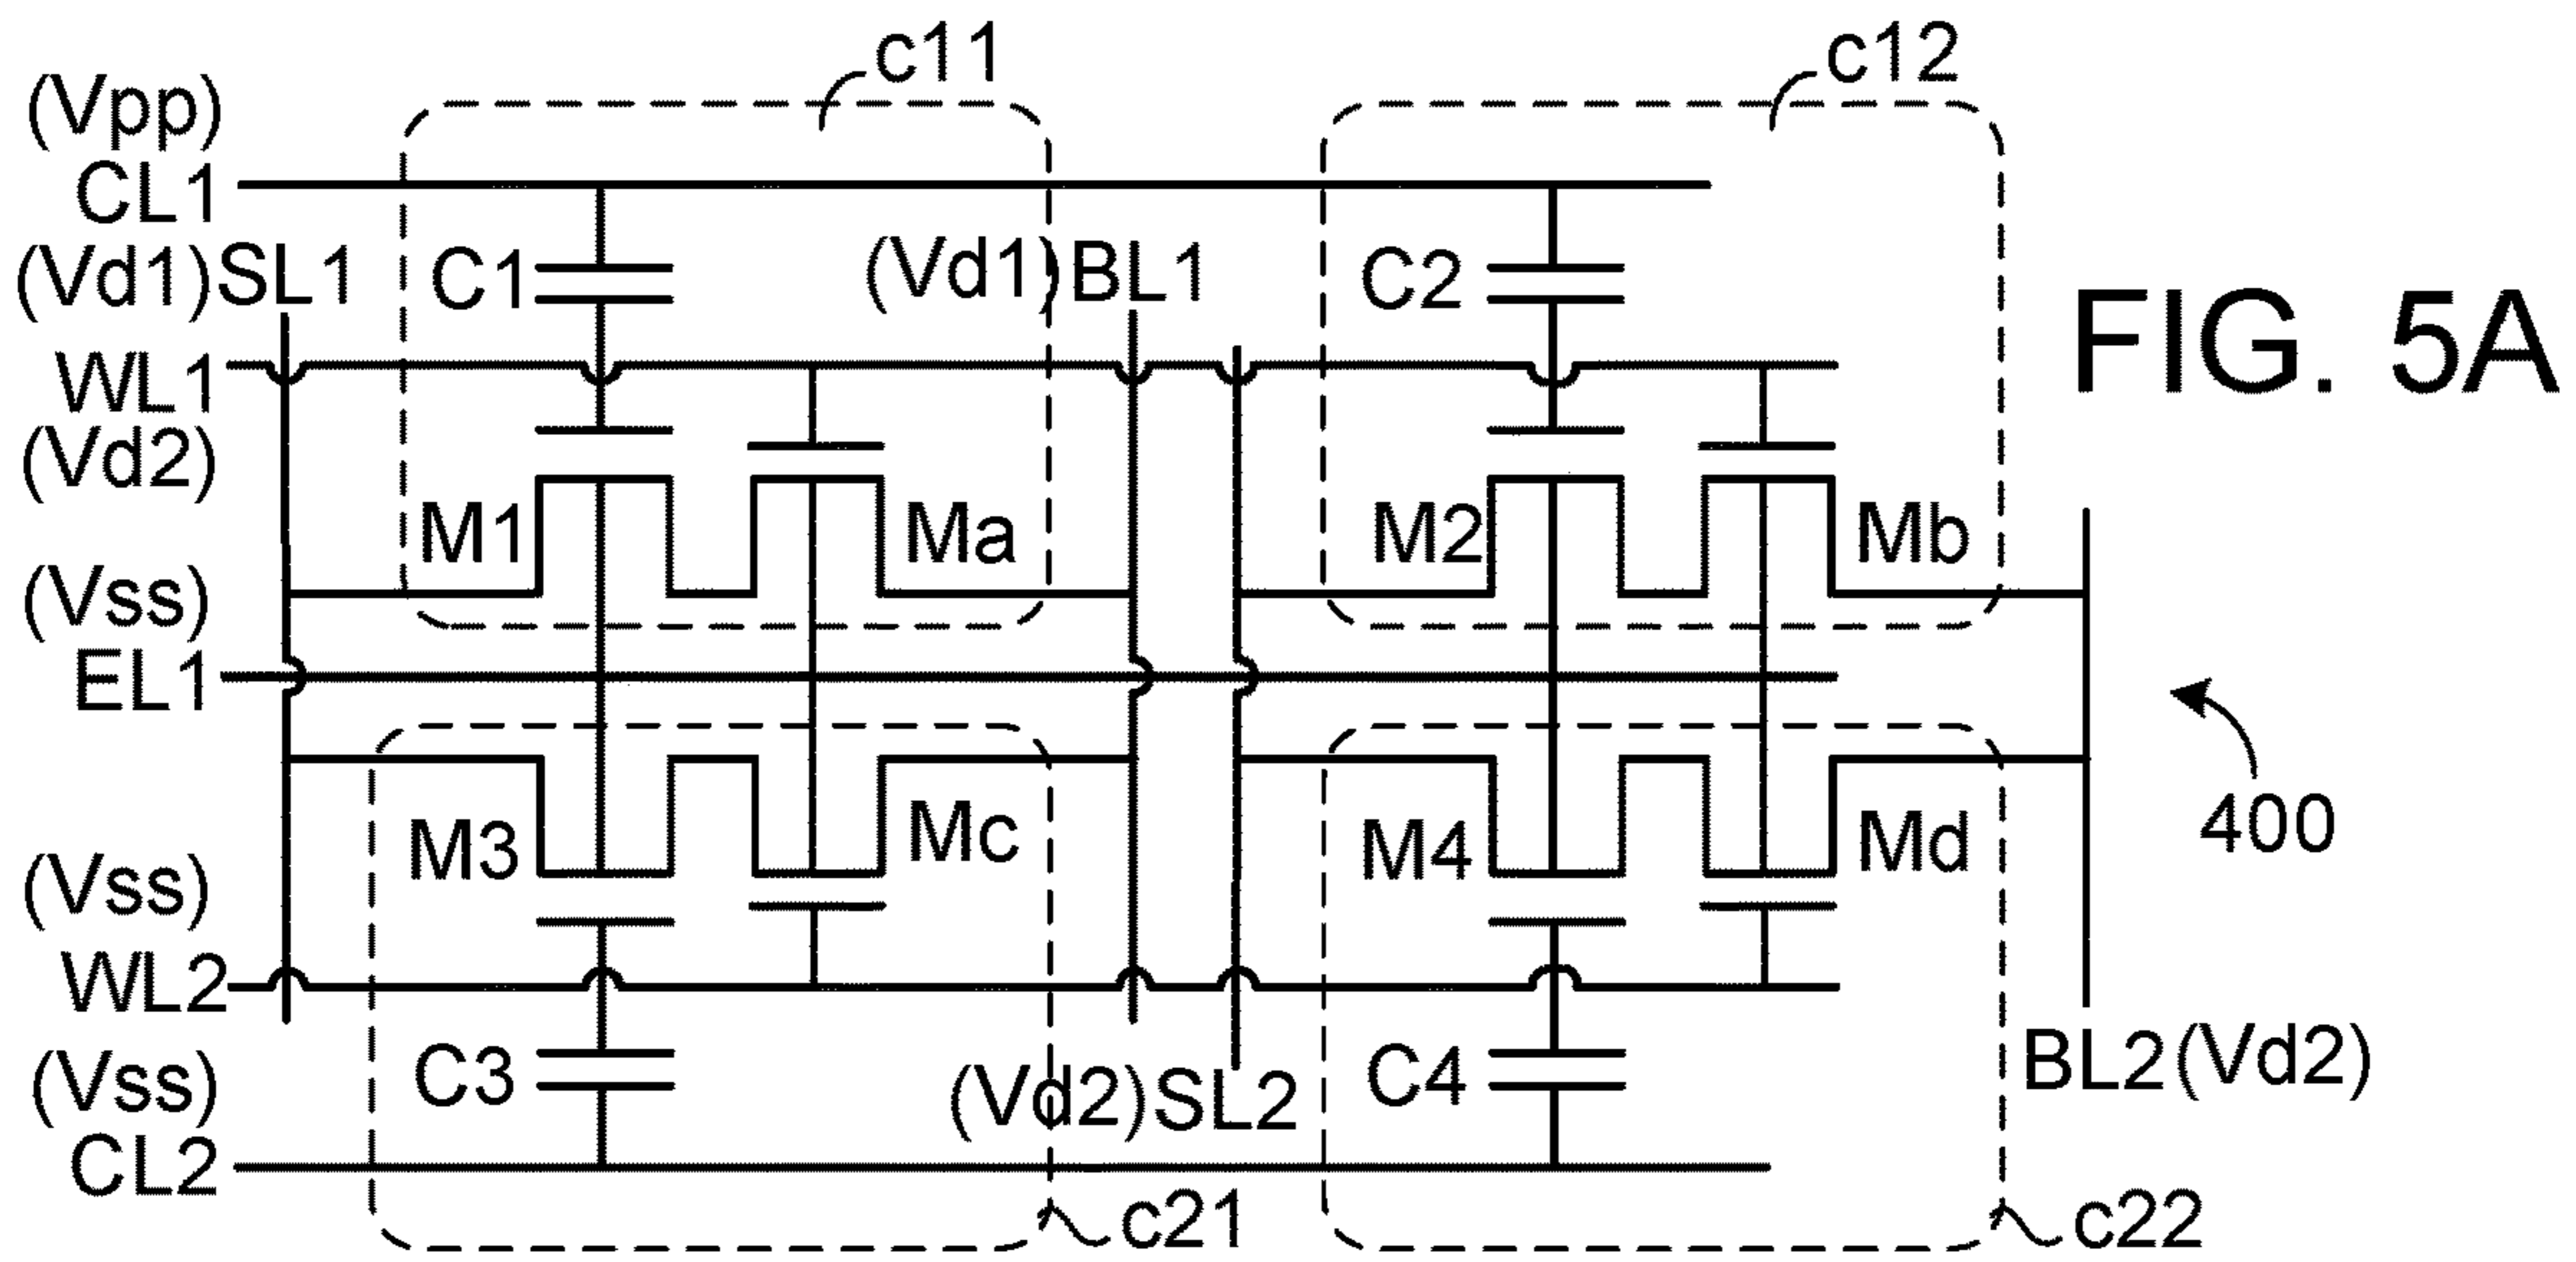 c11
c12
(Vpp)
CL1
(Vd1)SL1
C1
(Vd1)BL1
C2
FIG. 5A
WL1
(Vd2)
M1
Ma
M2
Mb
(Vss)
EL1
M3
Mc
M4
Md
400
(Vss)
WL2
(Vss)
C3
(Vd2)SL2
C4
BL2(Vd2)
CL2
c21
c22